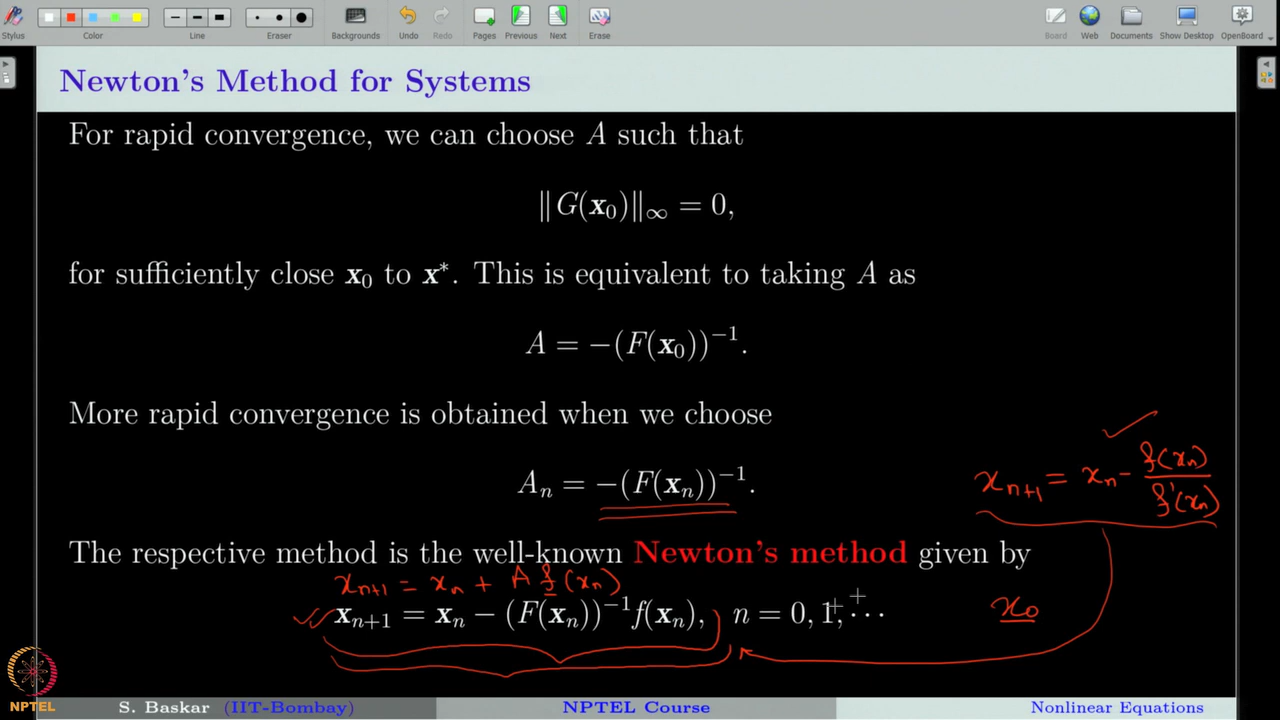 Stylus Color Line Eraser Backgrounds Undo Redo Pages Previous Next Erase Board Web Documents Show Desktop OpenBoard
Newton's Method for Systems
For rapid convergence, we can choose A such that
‖G(x₀)‖∞ = 0,
for sufficiently close x₀ to x*. This is equivalent to taking A as
A = −(F(x₀))⁻¹.
More rapid convergence is obtained when we choose
Aₙ = −(F(xₙ))⁻¹.
xₙ₊₁ = xₙ − f(xₙ)/f'(xₙ)
The respective method is the well-known Newton's method given by
xₙ₊₁ = xₙ + A f(xₙ)
xₙ₊₁ = xₙ − (F(xₙ))⁻¹f(xₙ), n = 0, 1, ⋯
x₀
NPTEL
S. Baskar (IIT-Bombay) NPTEL Course Nonlinear Equations